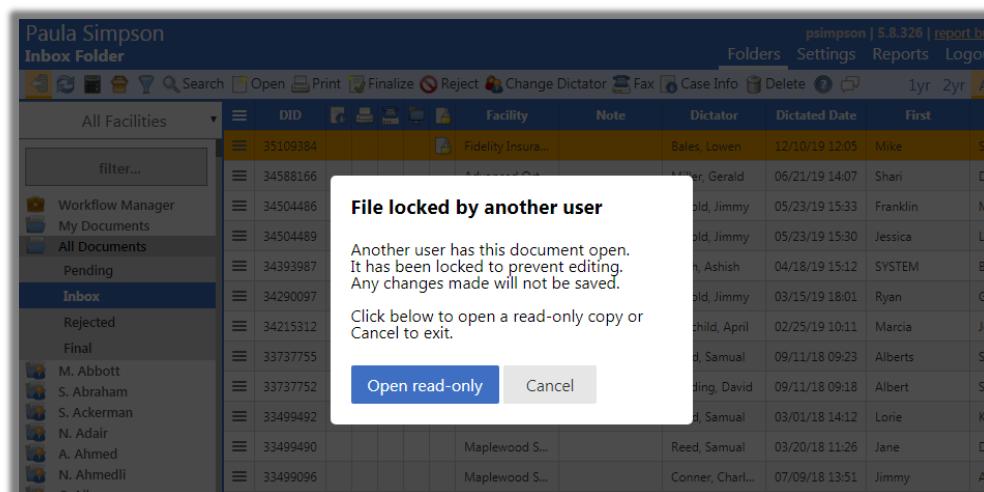 Paula Simpson
psimpson | 5.8.326 | report
Inbox Folder
Folders Settings Reports
Search Open Print Finalize Reject Change Dictator Fax Case Info Delete 1yr 2yr
All Facilities
DID Facility Note Dictator Dictated Date First
35109384 Fidelity Insura... Bales, Lowen 12/10/19 12:05 Mike
filter...
34588166 Gerald 06/21/19 14:07 Shari
Workflow Manager
34504486 Jimmy 05/23/19 15:33 Franklin
My Documents
34504489 Jimmy 05/23/19 15:30 Jessica
All Documents
Pending
34393987 Ashish 04/18/19 15:12 SYSTEM
Inbox
34290097 Jimmy 03/15/19 18:01 Ryan
Rejected
34215312 April 02/25/19 10:11 Marcia
Final
33737755 Samual 09/11/18 09:23 Alberts
M. Abbott
33737752 David 09/11/18 09:18 Albert
S. Abraham
S. Ackerman
33499492 Samual 03/01/18 14:12 Lorie
N. Adair
33499490 Maplewood S... Reed, Samual 03/20/18 11:26 Jane
A. Ahmed
N. Ahmedli
33499096 Maplewood S... Conner, Charl... 07/09/18 13:51 Jimmy
File locked by another user
Another user has this document open.
It has been locked to prevent editing.
Any changes made will not be saved.
Click below to open a read-only copy or
Cancel to exit.
Open read-only Cancel